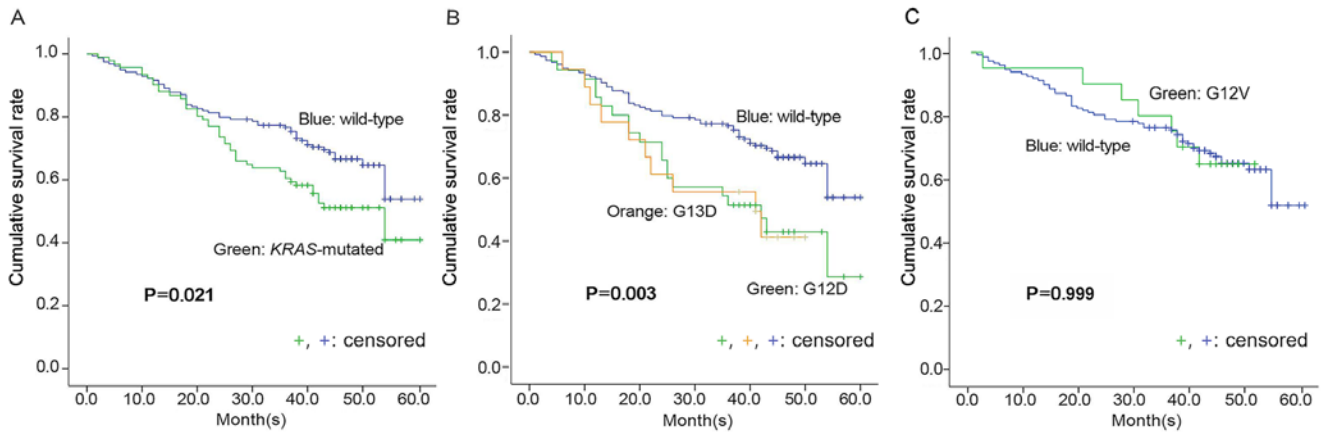 A
Cumulative survival rate
1.0
0.8
0.6
0.4
0.2
0.0
Blue: wild-type
Green: KRAS-mutated
P=0.021
+, +: censored
0.0 10.0 20.0 30.0 40.0 50.0 60.0
Month(s)
B
Cumulative survival rate
1.0
0.8
0.6
0.4
0.2
0.0
Blue: wild-type
Orange: G13D
Green: G12D
P=0.003
+, +, +: censored
0.0 10.0 20.0 30.0 40.0 50.0 60.0
Month(s)
C
Cumulative survival rate
1.0
0.8
0.6
0.4
0.2
0.0
Green: G12V
Blue: wild-type
P=0.999
+, +: censored
0.0 10.0 20.0 30.0 40.0 50.0 60.0
Month(s)